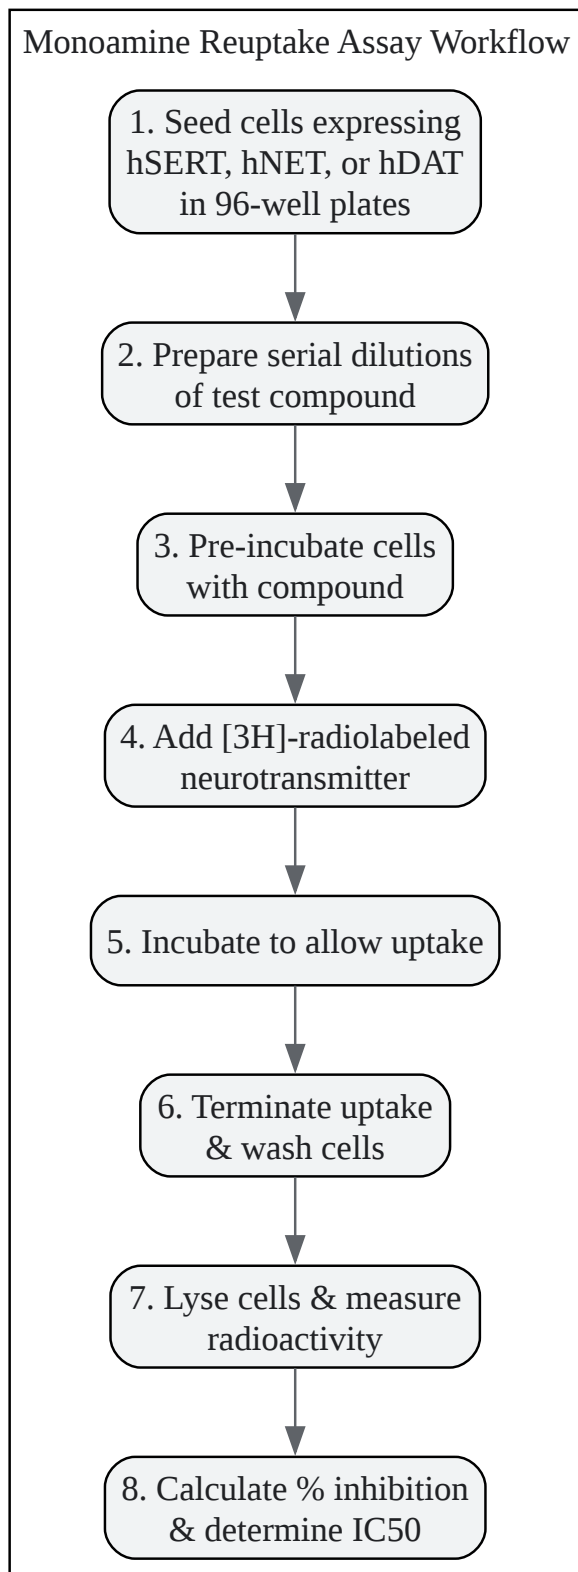 Monoamine Reuptake Assay Workflow
1. Seed cells expressing
hSERT, hNET, or hDAT
in 96-well plates
2. Prepare serial dilutions
of test compound
3. Pre-incubate cells
with compound
4. Add [3H]-radiolabeled
neurotransmitter
5. Incubate to allow uptake
6. Terminate uptake
& wash cells
7. Lyse cells & measure
radioactivity
8. Calculate % inhibition
& determine IC50